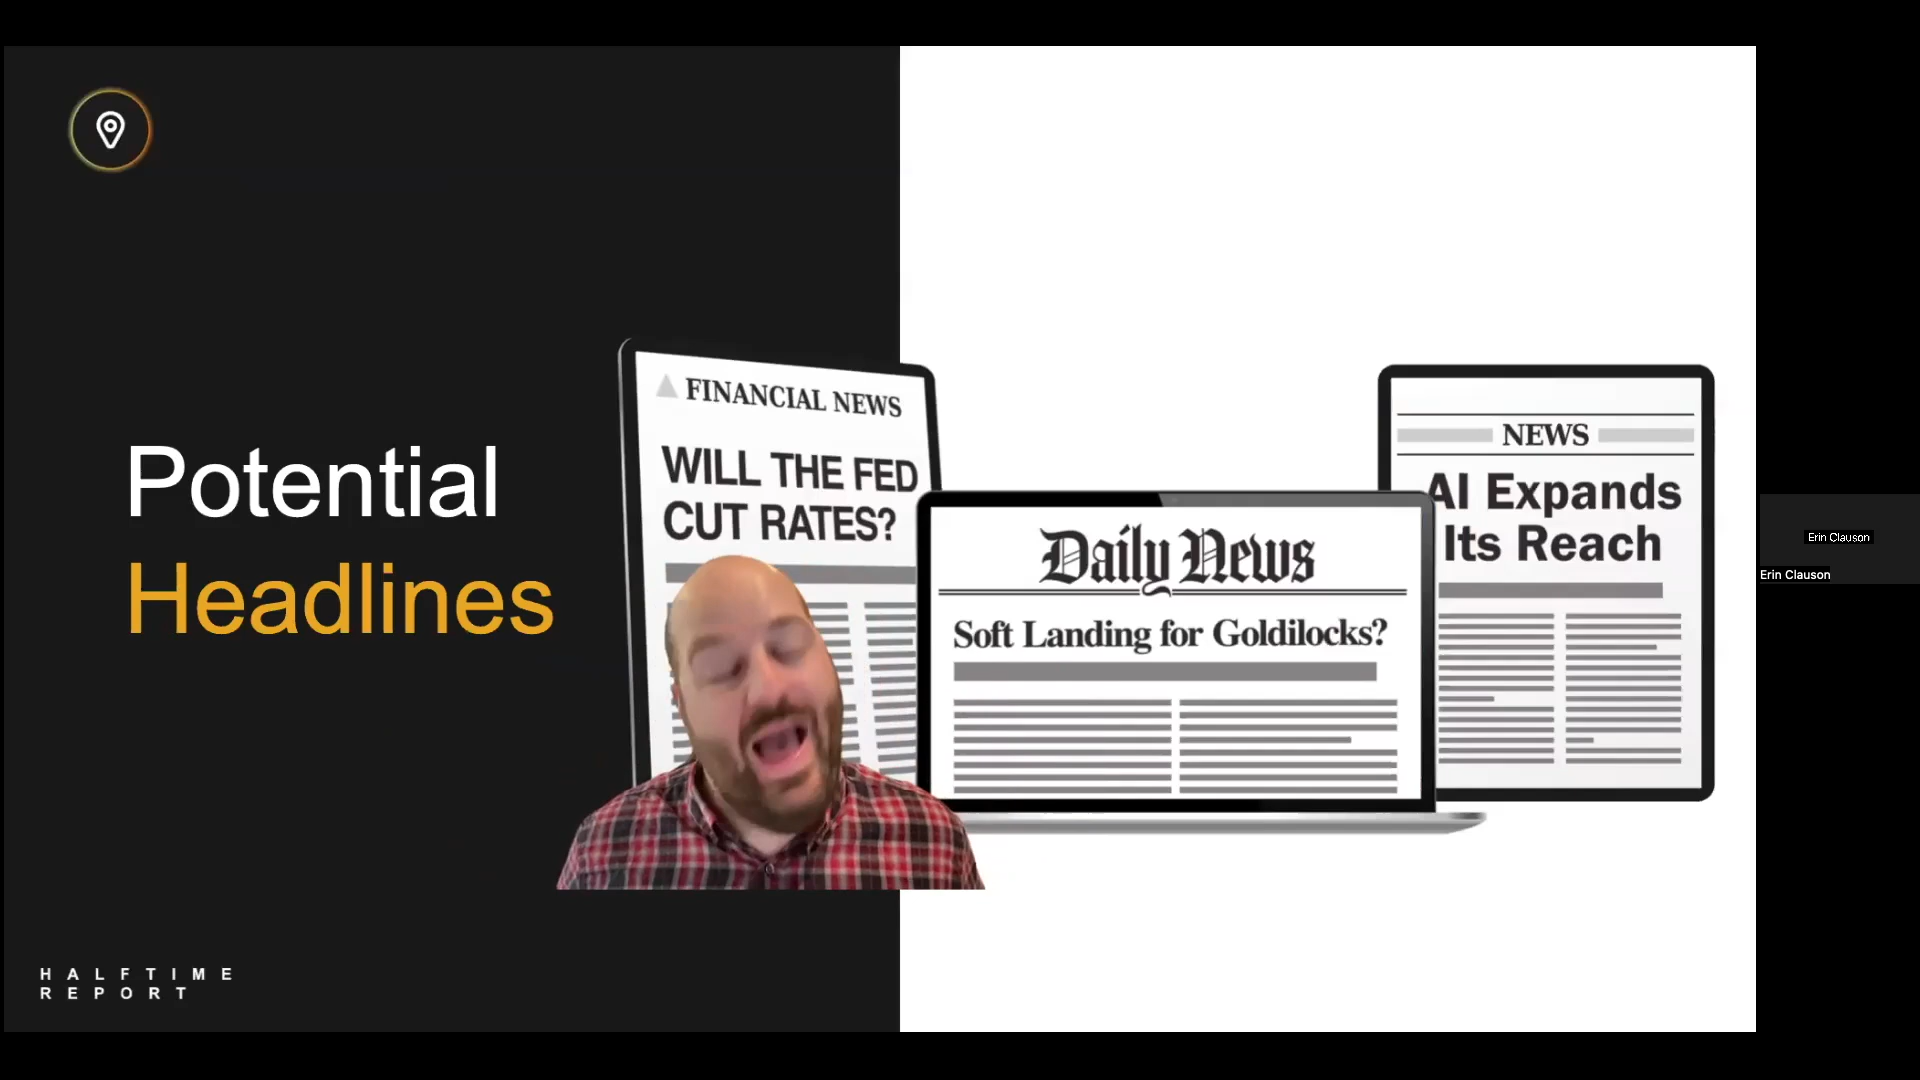 Potential
Headlines
FINANCIAL NEWS
WILL THE FED
CUT RATES?
Daily News
Soft Landing for Goldilocks?
NEWS
AI Expands
Its Reach
Erin Clauson
Erin Clauson
HALFTIME
REPORT